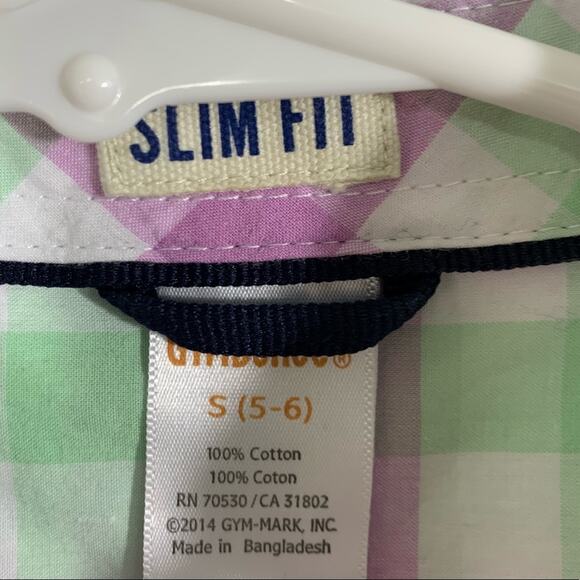 SLIM FIT
GYMBOREE®
S (5-6)
100% Cotton
100% Coton
RN 70530 / CA 31802
©2014 GYM-MARK, INC.
Made in Bangladesh